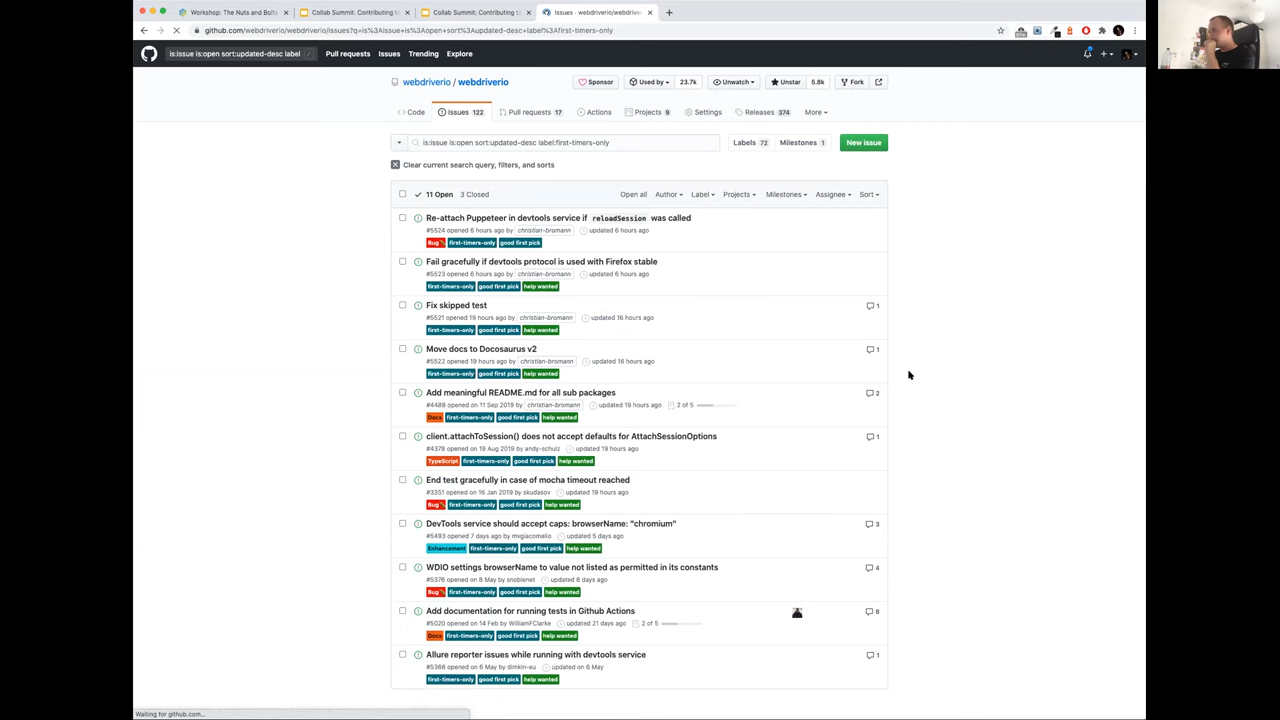 Workshop: The Nuts and Bolts
Collab Summit: Contributing to
Collab Summit: Contributing to
Issues · webdriverio/webdriver
github.com/webdriverio/webdriverio/issues?q=is%3Aissue+is%3Aopen+sort%3Aupdated-desc+label%3Afirst-timers-only
is:issue is:open sort:updated-desc label
Pull requests
Issues
Trending
Explore
webdriverio / webdriverio
Sponsor
Used by
23.7k
Unwatch
Unstar
5.8k
Fork
Code
Issues 122
Pull requests 17
Actions
Projects 9
Settings
Releases 374
More
is:issue is:open sort:updated-desc label:first-timers-only
Labels 72
Milestones 1
New issue
Clear current search query, filters, and sorts
11 Open 3 Closed
Open all
Author
Label
Projects
Milestones
Assignee
Sort
Re-attach Puppeteer in devtools service if reloadSession was called
#5524 opened 6 hours ago by christian-bromann updated 6 hours ago
Bug first-timers-only good first pick
Fail gracefully if devtools protocol is used with Firefox stable
#5523 opened 6 hours ago by christian-bromann updated 6 hours ago
first-timers-only good first pick help wanted
Fix skipped test 1
#5521 opened 19 hours ago by christian-bromann updated 16 hours ago
first-timers-only good first pick help wanted
Move docs to Docosaurus v2 1
#5522 opened 19 hours ago by christian-bromann updated 16 hours ago
first-timers-only good first pick help wanted
Add meaningful README.md for all sub packages 2
#4488 opened on 11 Sep 2019 by christian-bromann updated 19 hours ago 2 of 5
Docs first-timers-only good first pick help wanted
client.attachToSession() does not accept defaults for AttachSessionOptions 1
#4378 opened on 19 Aug 2019 by andy-schulz updated 19 hours ago
TypeScript first-timers-only good first pick help wanted
End test gracefully in case of mocha timeout reached
#3351 opened on 16 Jan 2019 by skudasov updated 19 hours ago
Bug first-timers-only good first pick help wanted
DevTools service should accept caps: browserName: "chromium" 3
#5493 opened 7 days ago by mrgiacomello updated 5 days ago
Enhancement first-timers-only good first pick help wanted
WDIO settings browserName to value not listed as permitted in its constants 4
#5376 opened on 8 May by snoblenet updated 8 days ago
Bug first-timers-only good first pick help wanted
Add documentation for running tests in Github Actions 8
#5020 opened on 14 Feb by WilliamFClarke updated 21 days ago 2 of 5
Docs first-timers-only good first pick help wanted
Allure reporter issues while running with devtools service 1
#5366 opened on 6 May by dimkin-eu updated on 6 May
first-timers-only good first pick help wanted
Waiting for github.com...